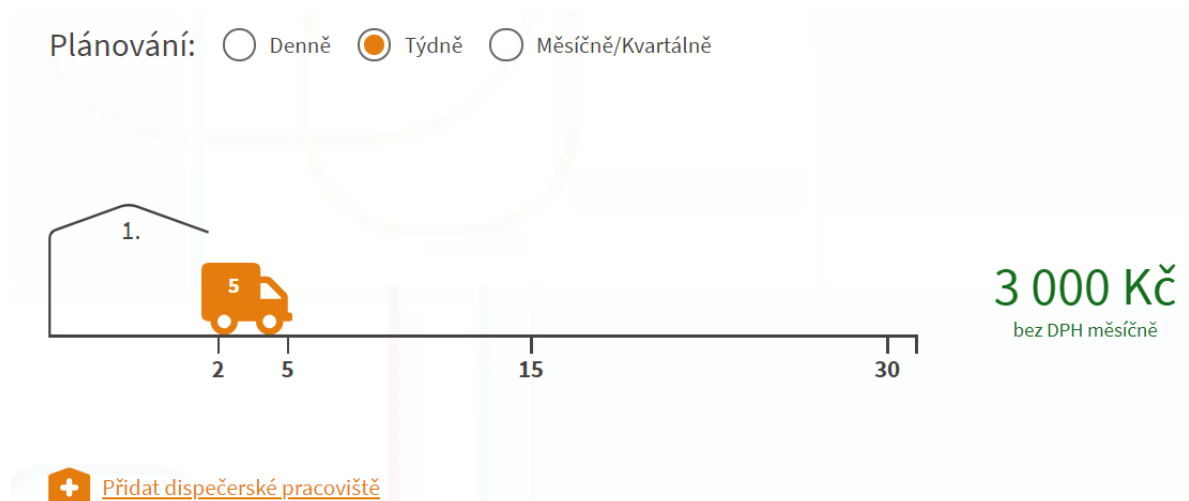 Plánování: Denně Týdně Měsíčně/Kvartálně
1.
5
3 000 Kč
bez DPH měsíčně
2 5 15 30
Přidat dispečerské pracoviště